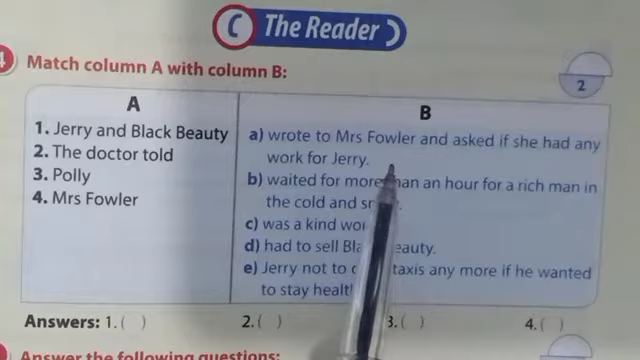 C The Reader
4 Match column A with column B:
2
A
B
1. Jerry and Black Beauty
2. The doctor told
3. Polly
4. Mrs Fowler
a) wrote to Mrs Fowler and asked if she had any
work for Jerry.
b) waited for more an hour for a rich man in
the cold and
c) was a kind
d) had to sell eauty.
e) Jerry not to taxis any more if he wanted
to stay
Answers: 1. ( ) 2. ( ) 3. ( ) 4. ( )
Answer the following questions: